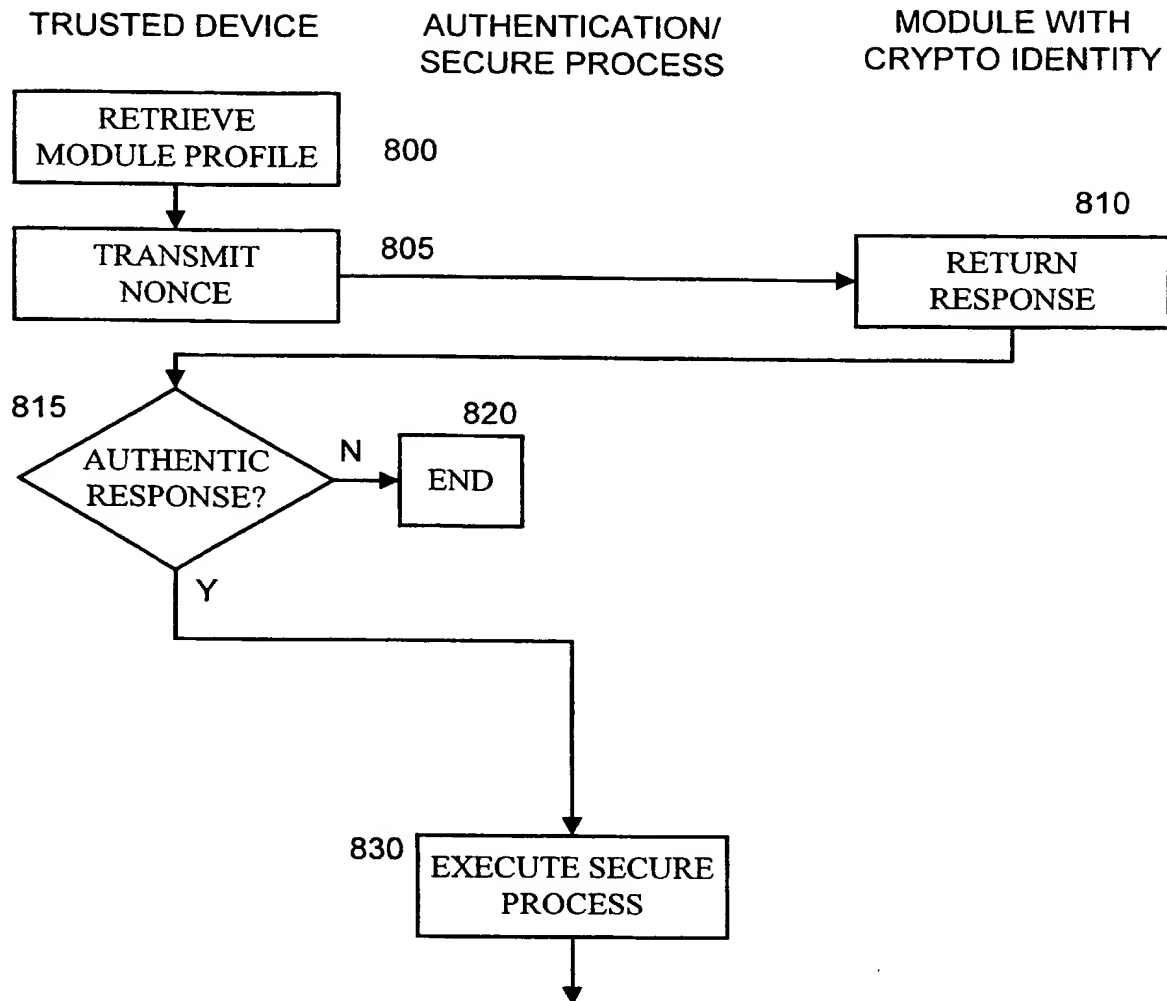 TRUSTED DEVICE
AUTHENTICATION/
SECURE PROCESS
MODULE WITH
CRYPTO IDENTITY
RETRIEVE
MODULE PROFILE
800
TRANSMIT
NONCE
805
810
RETURN
RESPONSE
815
AUTHENTIC
RESPONSE?
N
820
END
Y
830
EXECUTE SECURE
PROCESS